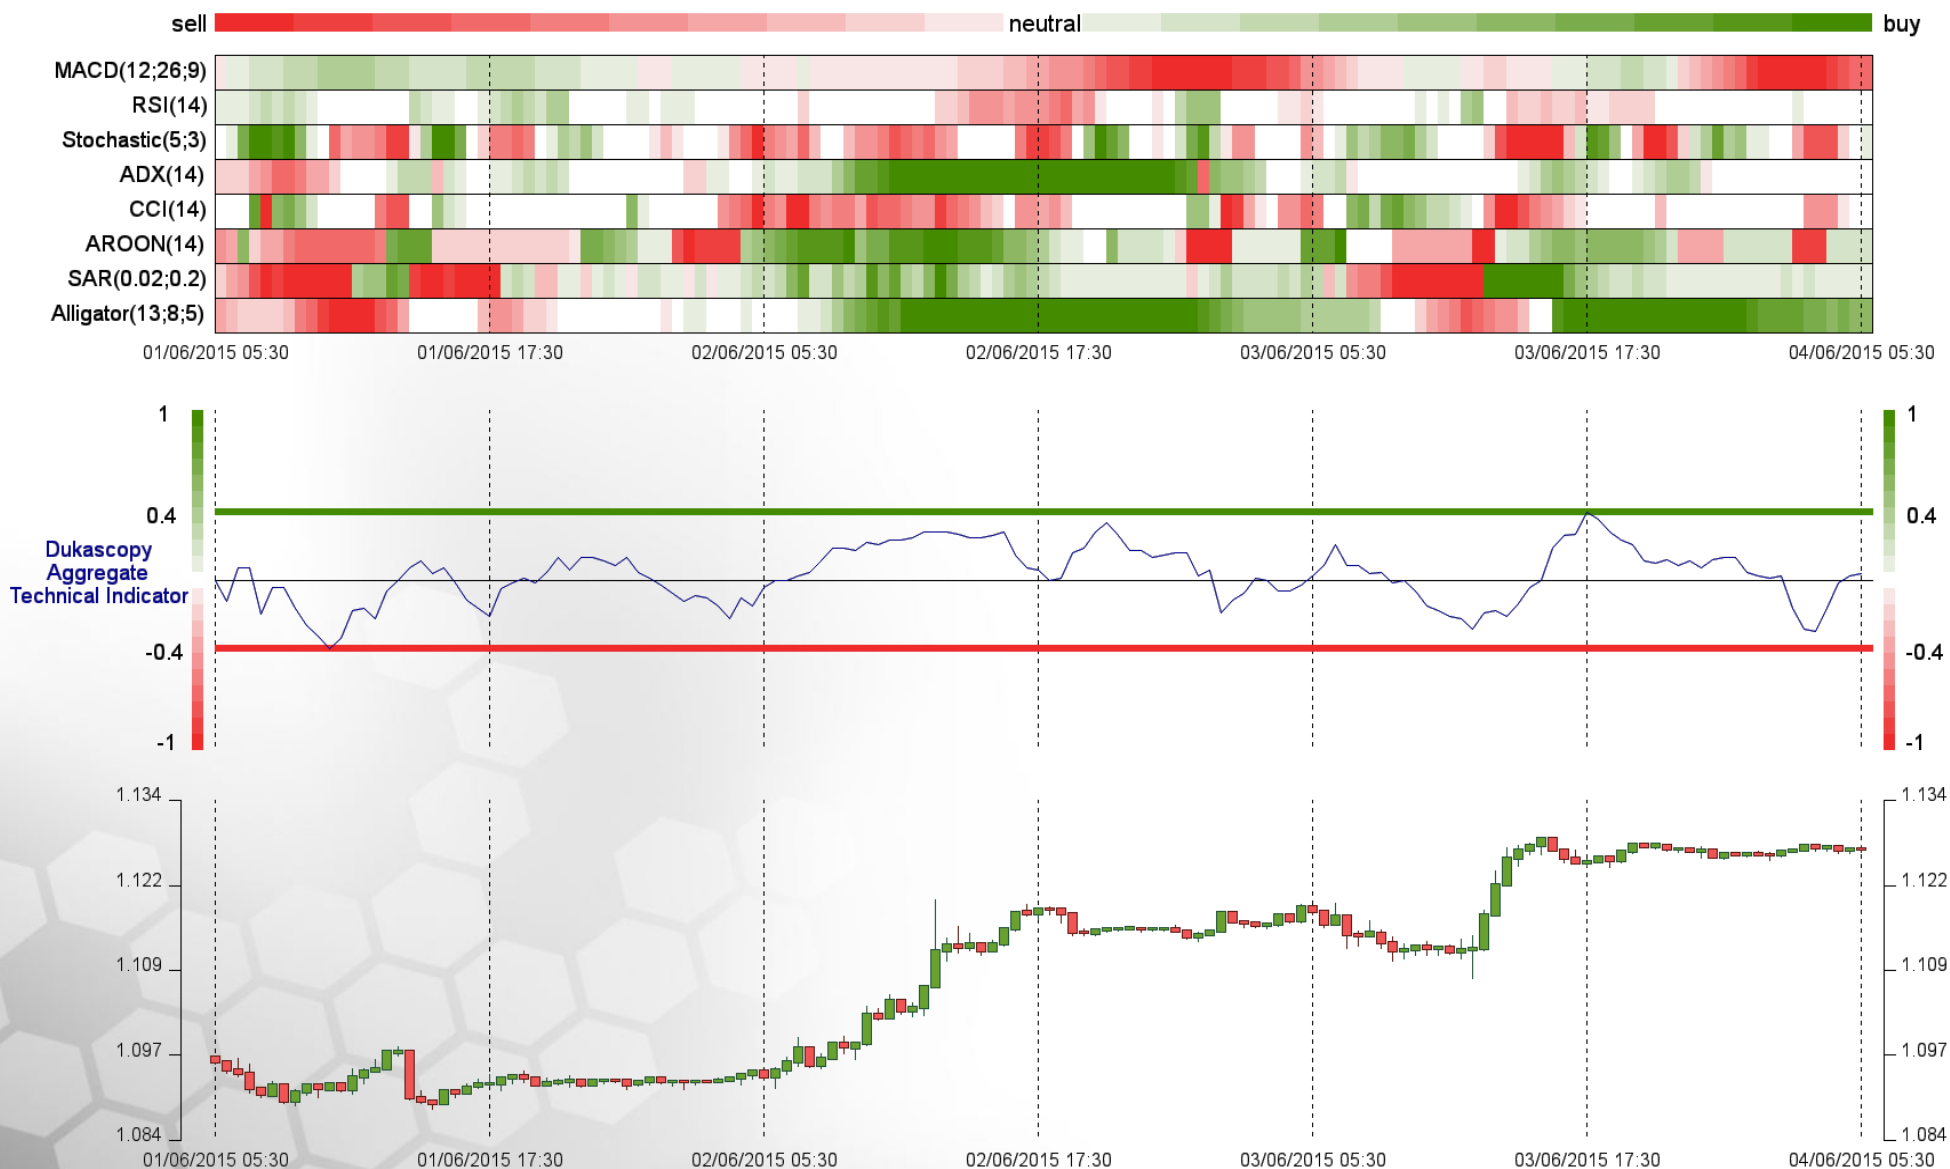 sell neutral buy
MACD(12;26;9)
RSI(14)
Stochastic(5;3)
ADX(14)
CCI(14)
AROON(14)
SAR(0.02;0.2)
Alligator(13;8;5)
01/06/2015 05:30 01/06/2015 17:30 02/06/2015 05:30 02/06/2015 17:30 03/06/2015 05:30 03/06/2015 17:30 04/06/2015 05:30
1 1
0.4 0.4
Dukascopy
Aggregate
Technical Indicator
-0.4 -0.4
-1 -1
1.134 1.134
1.122 1.122
1.109 1.109
1.097 1.097
1.084 1.084
01/06/2015 05:30 01/06/2015 17:30 02/06/2015 05:30 02/06/2015 17:30 03/06/2015 05:30 03/06/2015 17:30 04/06/2015 05:30